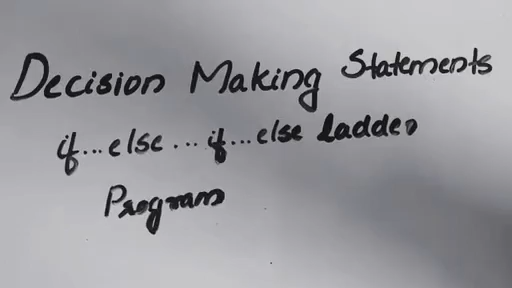 Decision Making Statements
if...else...if...else Ladder
Program